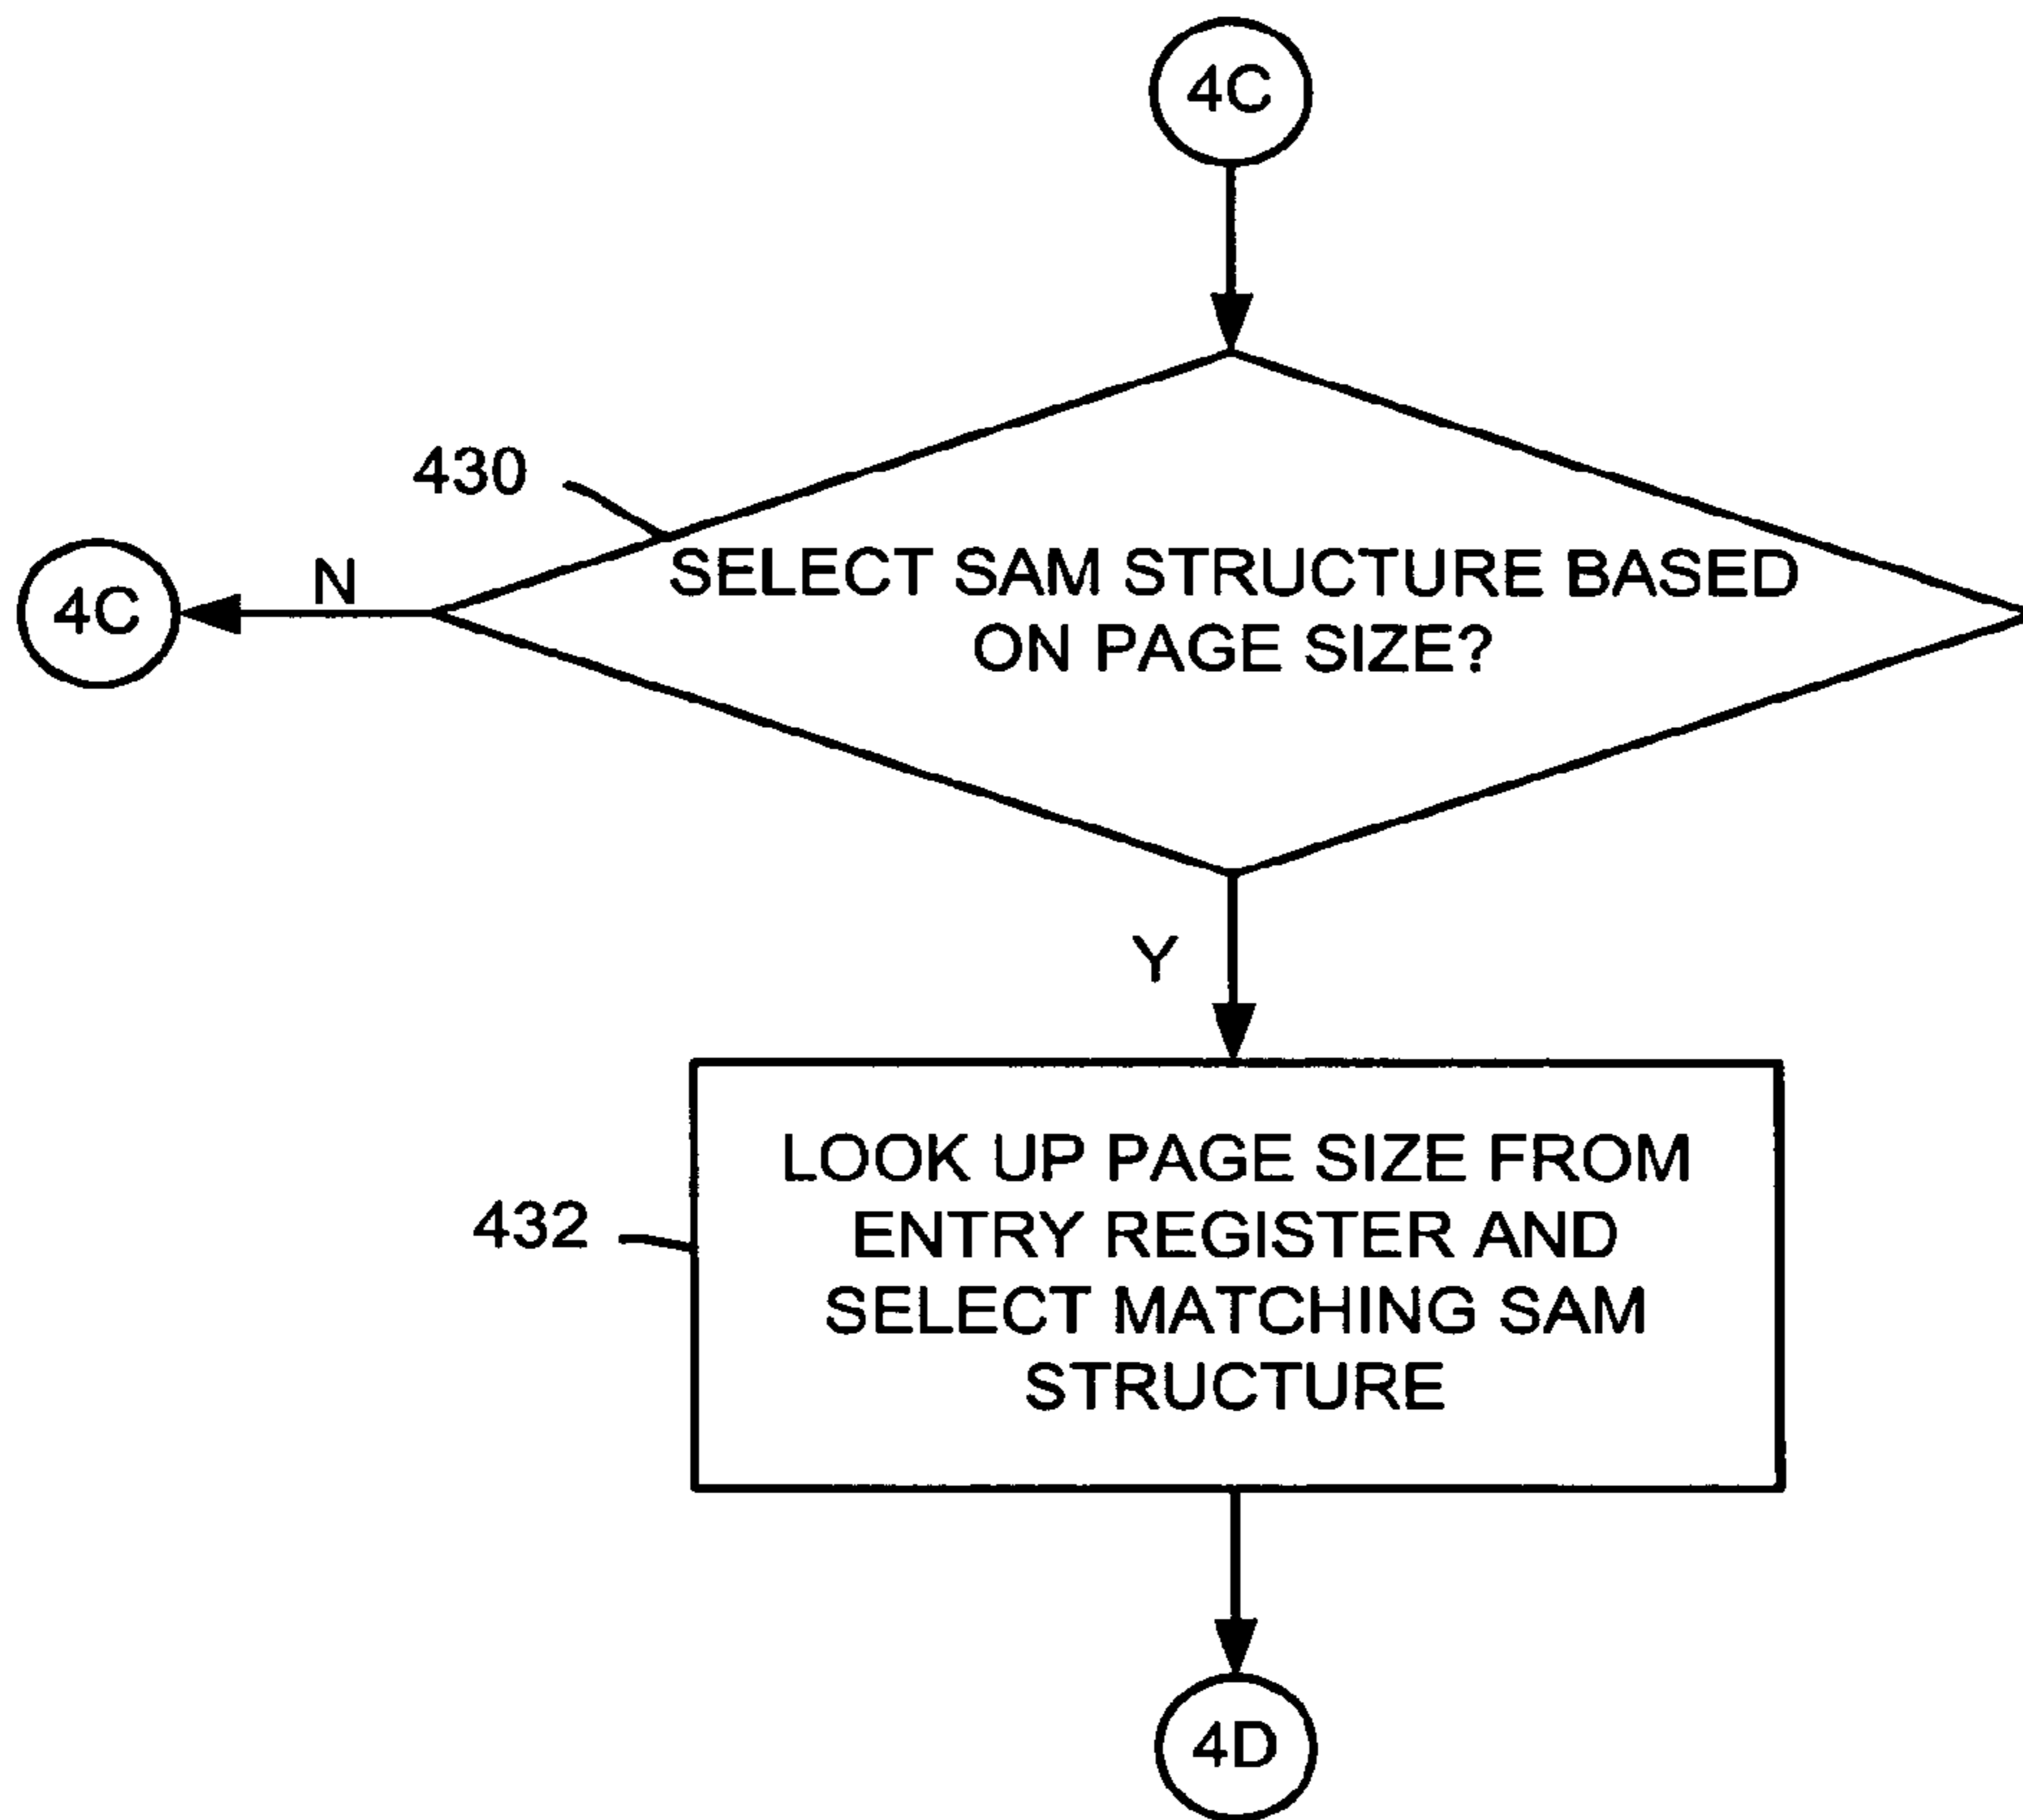 4C
430
SELECT SAM STRUCTURE BASED
ON PAGE SIZE?
N
4C
Y
LOOK UP PAGE SIZE FROM
ENTRY REGISTER AND
SELECT MATCHING SAM
STRUCTURE
432
4D